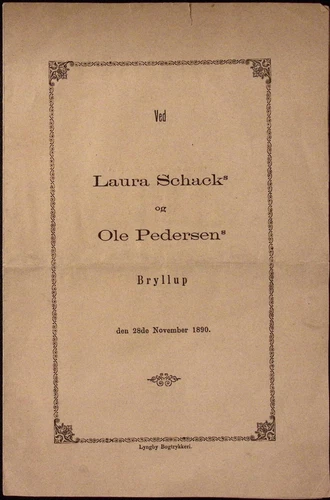 Ved
Laura Schacks
og
Ole Pedersens
Bryllup
den 28de November 1890.
Lyngby Bogtrykkeri.